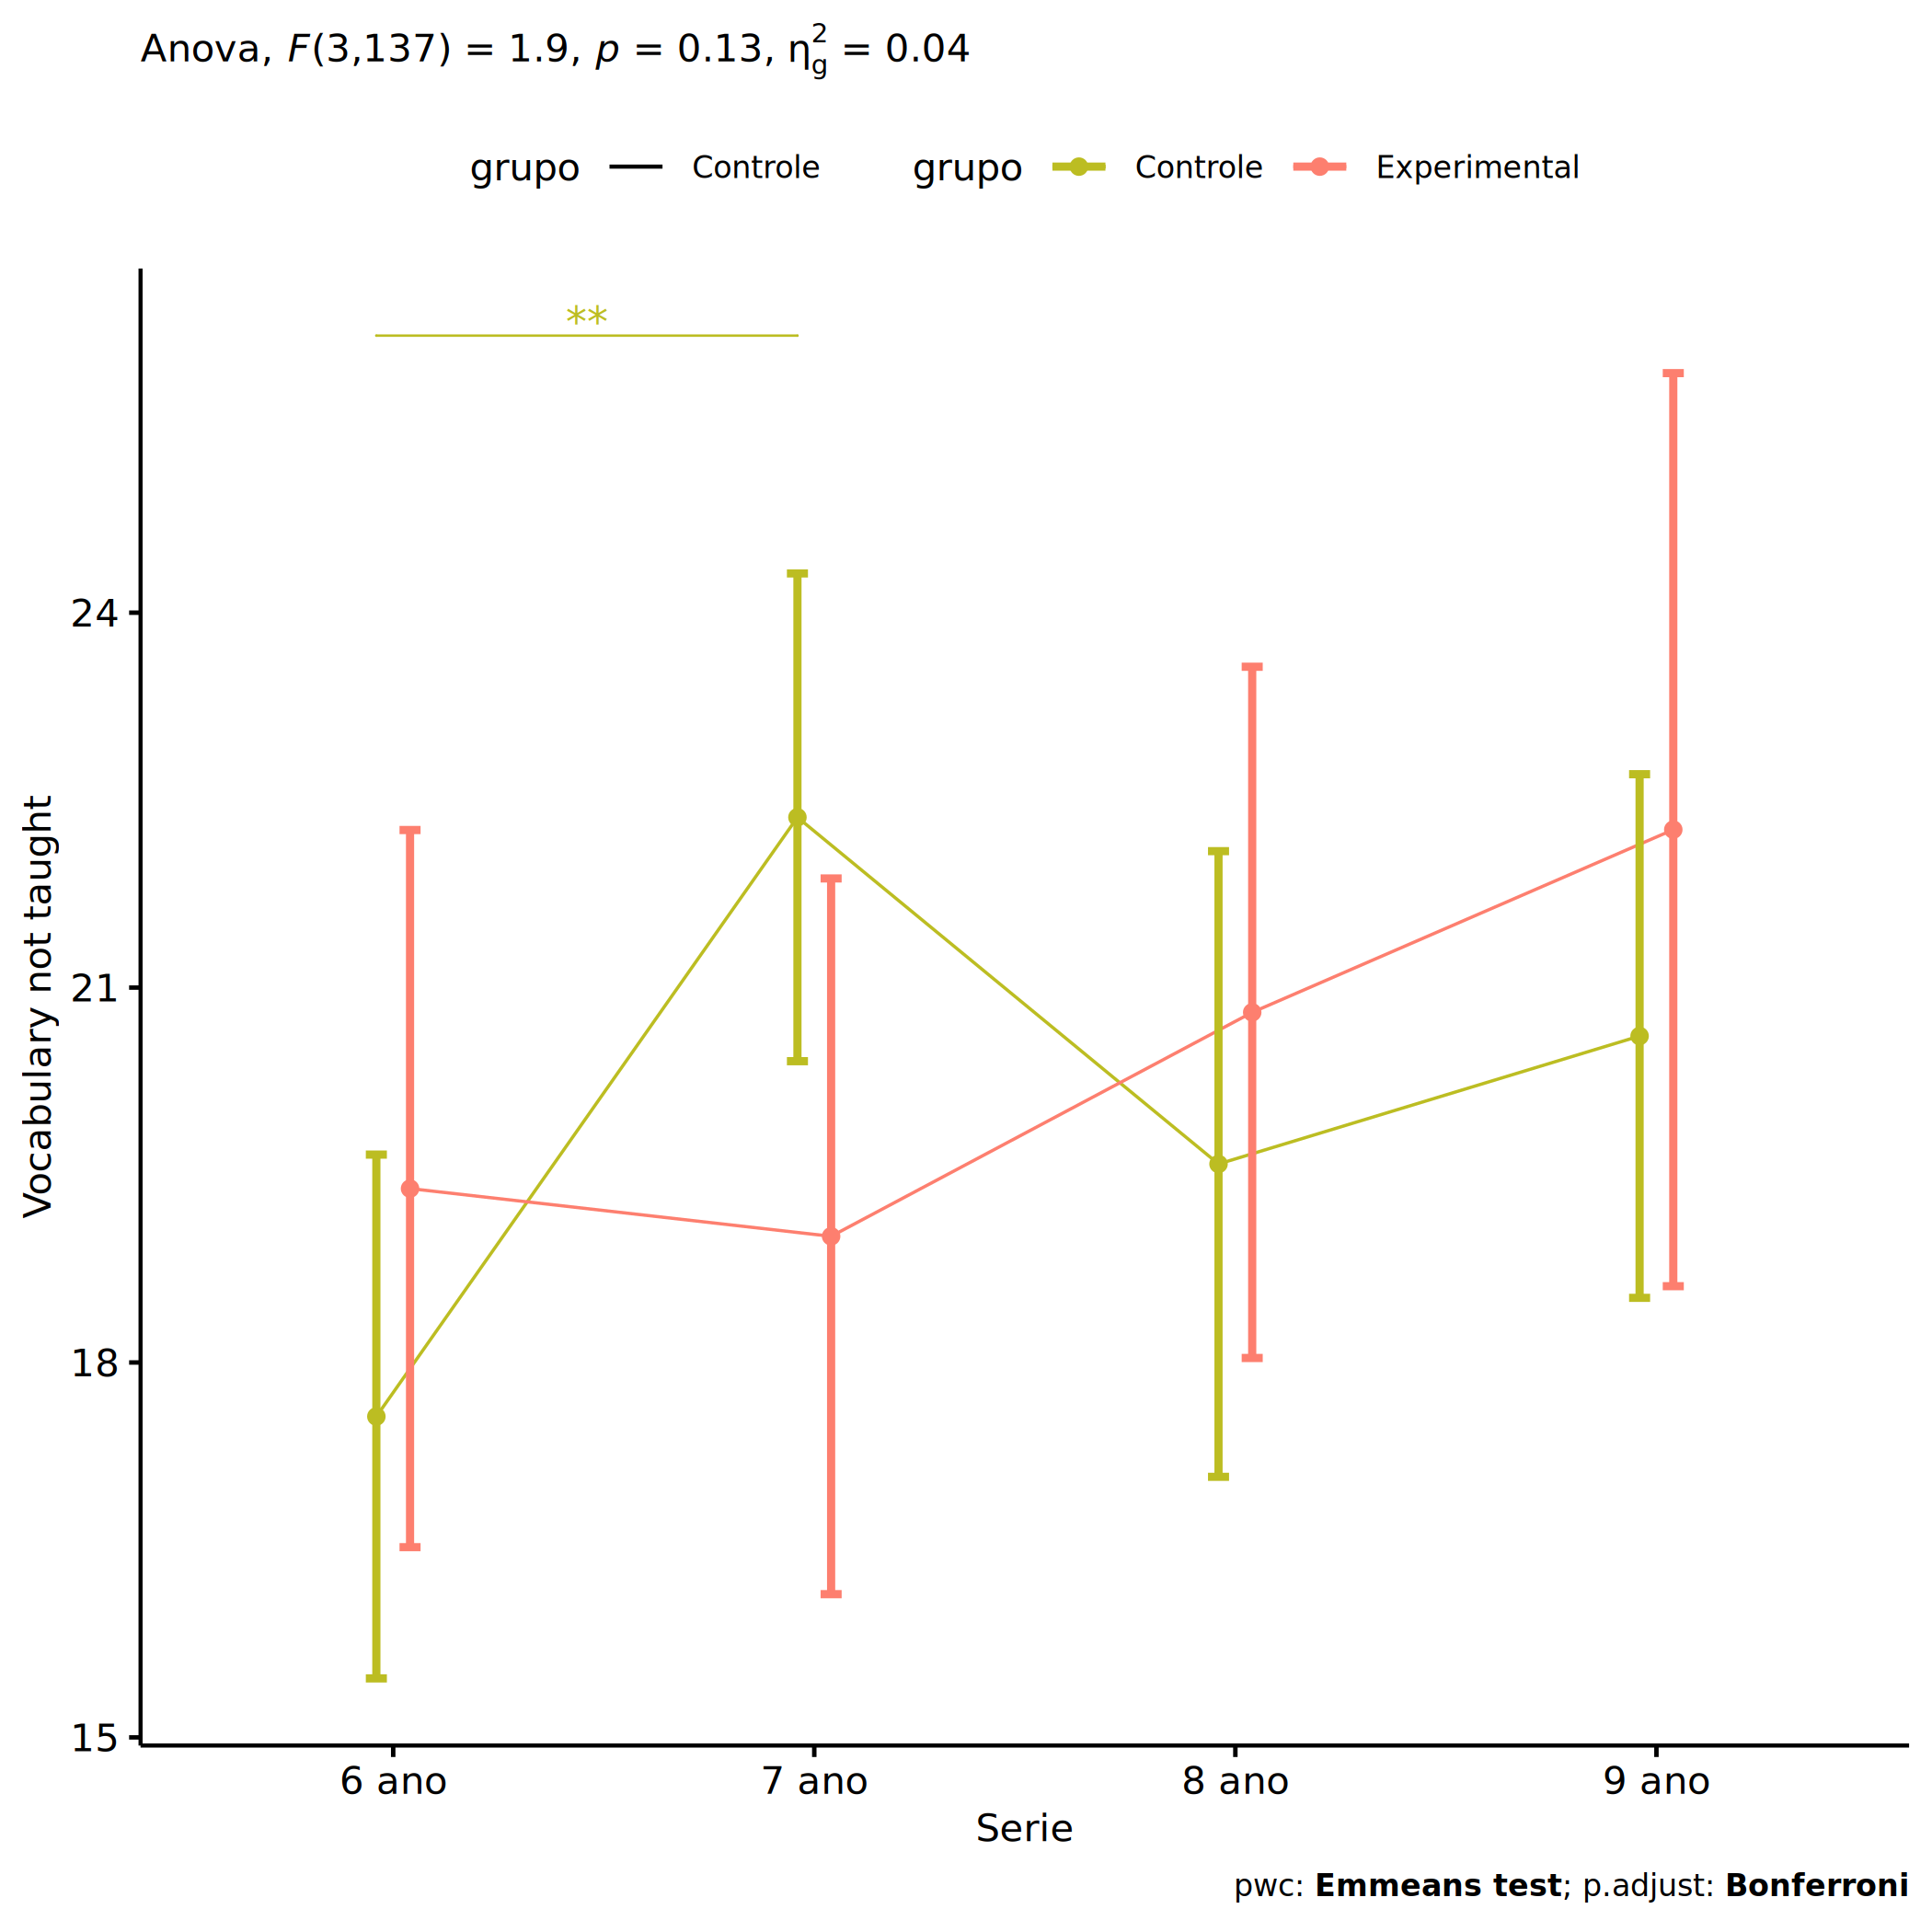 Anova, F(3,137) = 1.9, p = 0.13, η²g = 0.04
grupo Controle grupo Controle Experimental
**
24
21
18
15
Vocabulary not taught
6 ano 7 ano 8 ano 9 ano
Serie
pwc: Emmeans test; p.adjust: Bonferroni